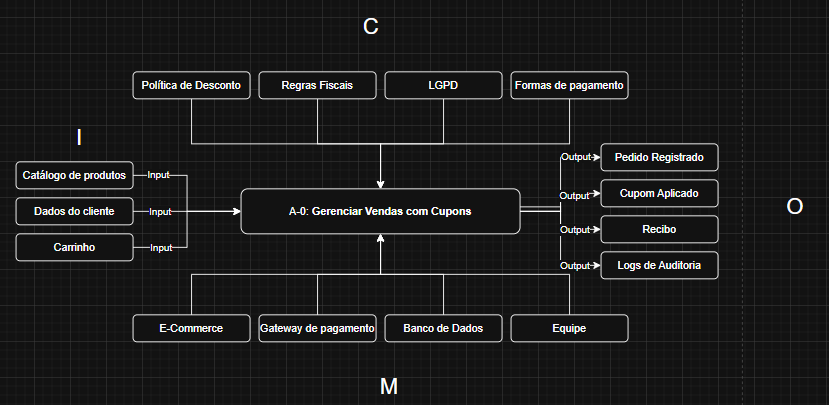 C
Política de Desconto
Regras Fiscais
LGPD
Formas de pagamento
I
Catálogo de produtos
Input
Dados do cliente
Input
Carrinho
Input
A-0: Gerenciar Vendas com Cupons
Output
Pedido Registrado
Output
Cupom Aplicado
Output
Recibo
Output
Logs de Auditoria
O
E-Commerce
Gateway de pagamento
Banco de Dados
Equipe
M